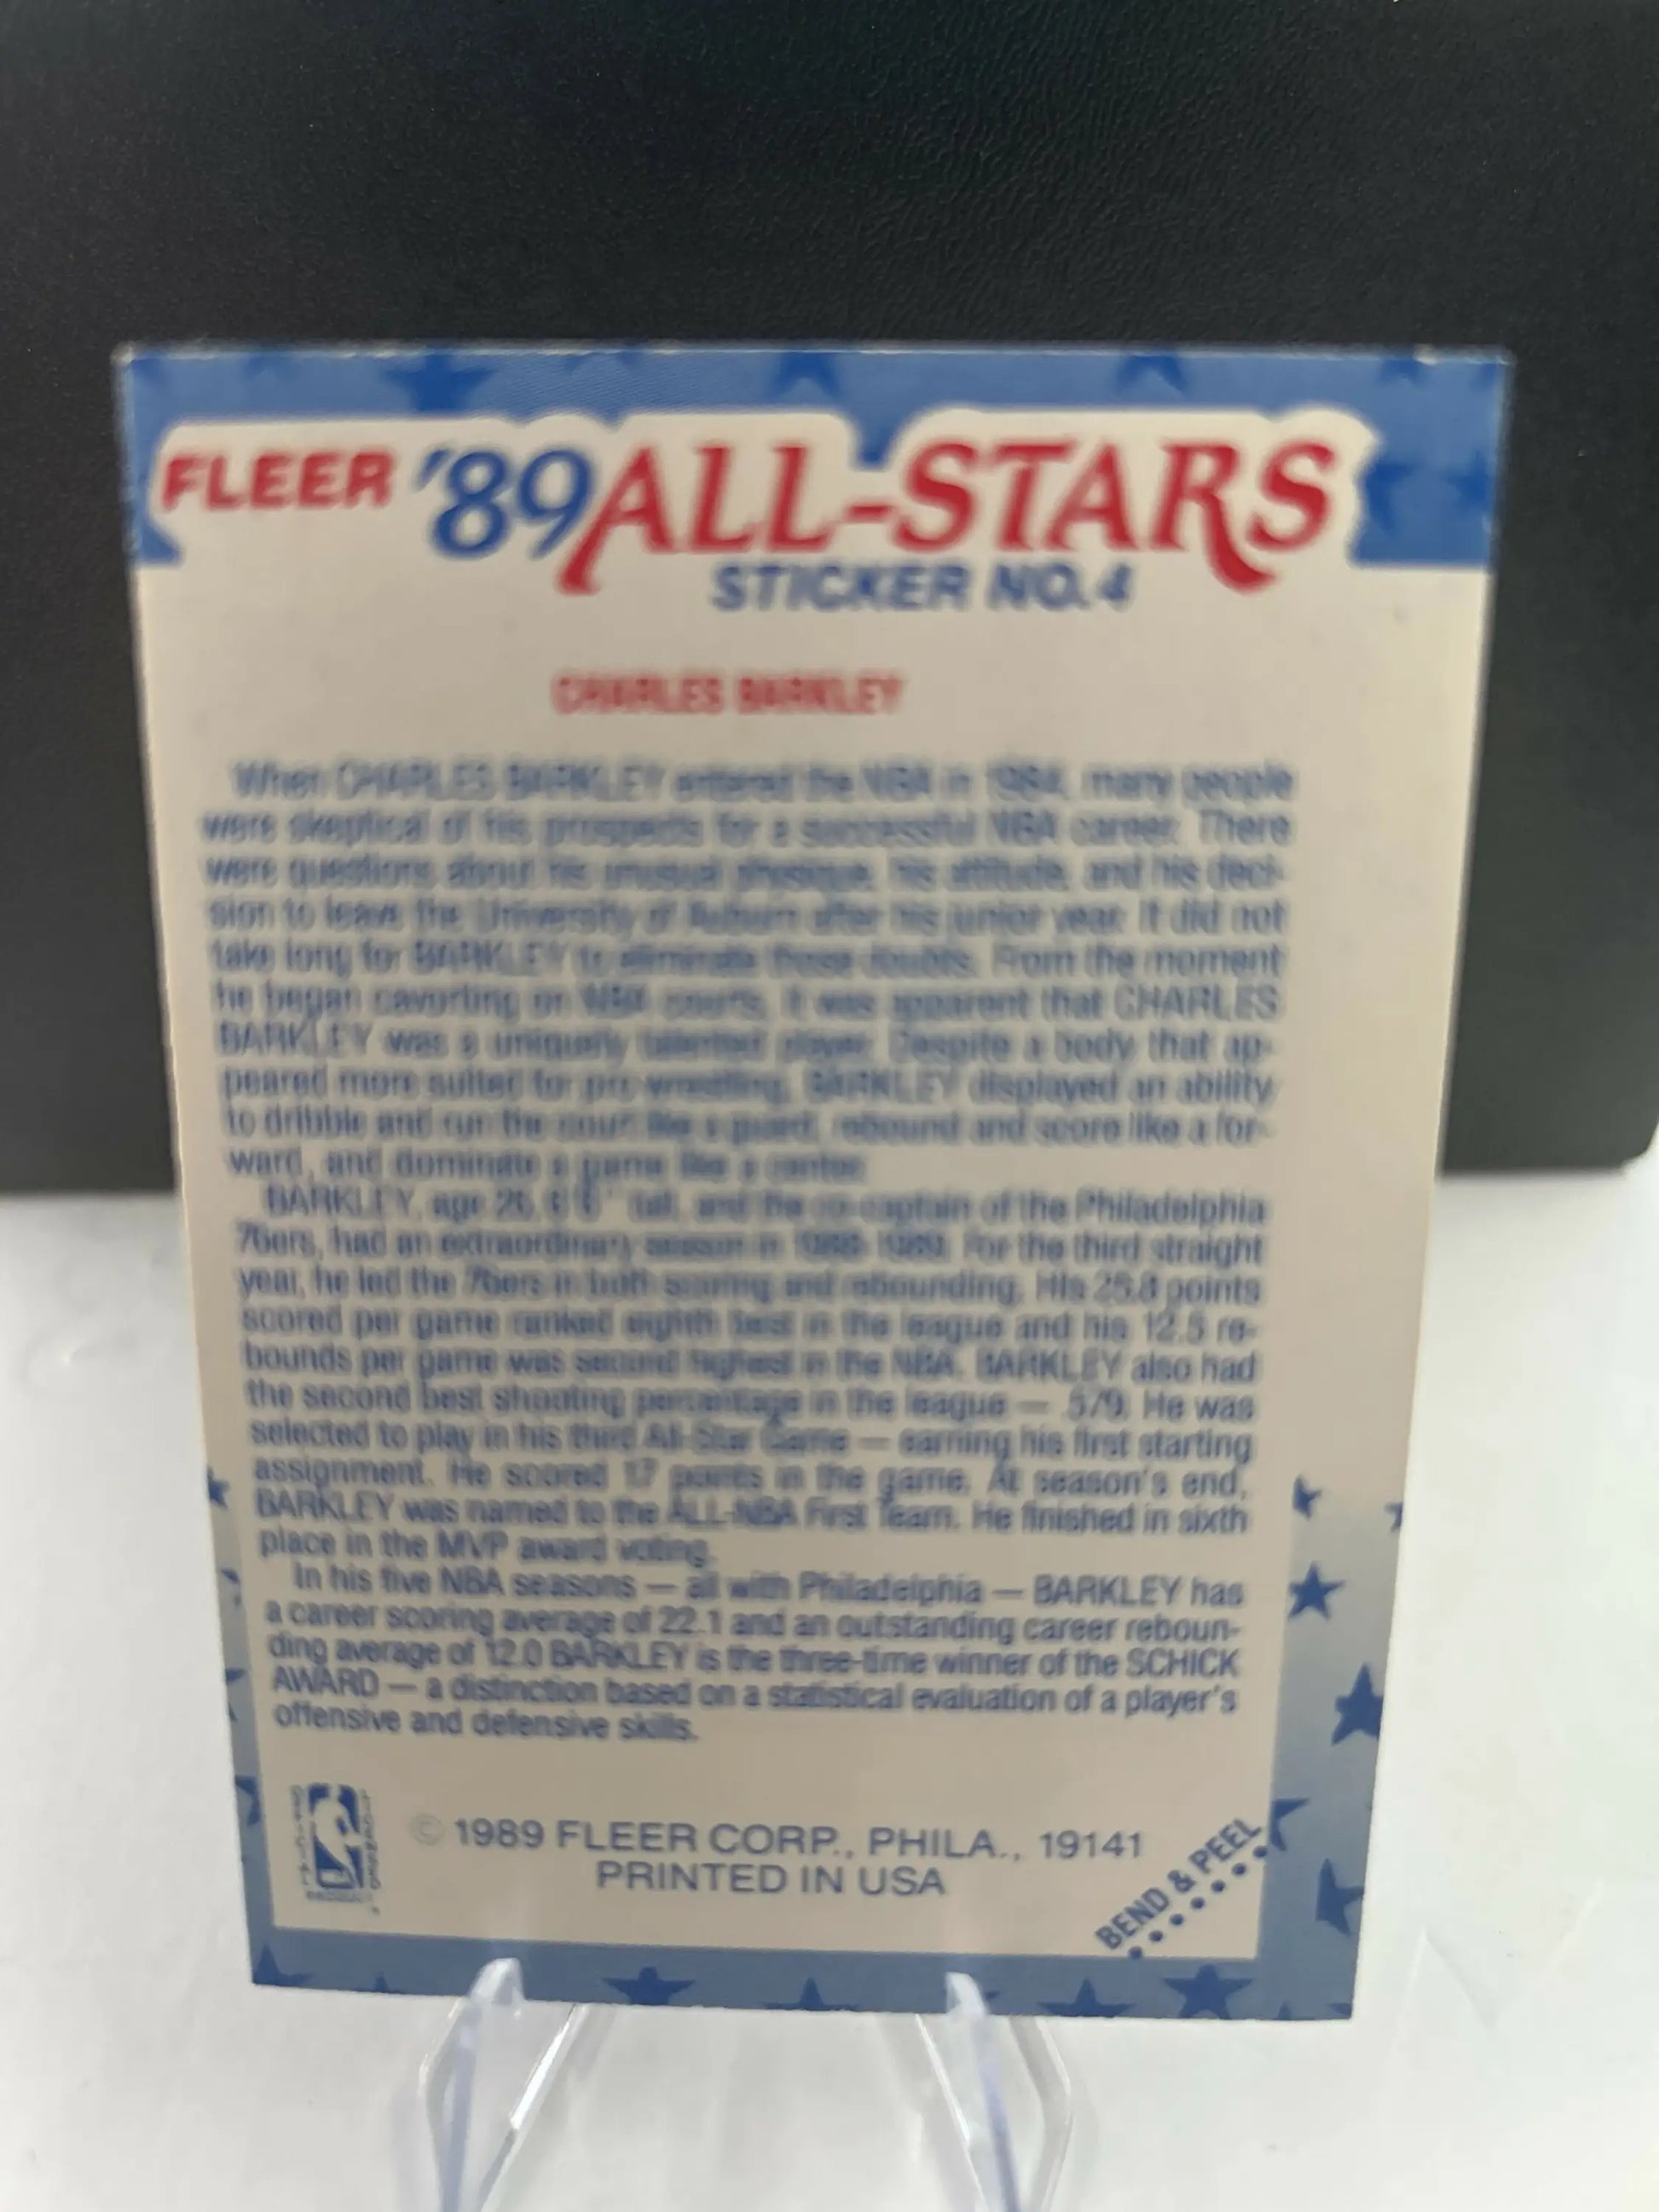 FLEER '89 ALL-STARS
STICKER NO. 4
CHARLES BARKLEY
When CHARLES BARKLEY entered the NBA in 1984, many people
were skeptical of his prospects for a successful NBA career. There
were questions about his unusual physique, his attitude, and his deci-
sion to leave the University of Auburn after his junior year. It did not
take long for BARKLEY to eliminate those doubts. From the moment
he began cavorting on NBA courts, it was apparent that CHARLES
BARKLEY was a uniquely talented player. Despite a body that ap-
peared more suited for pro wrestling, BARKLEY displayed an ability
to dribble and run the court like a guard, rebound and score like a for-
ward, and dominate a game like a center.
BARKLEY, age 26, 6'6" tall, and the co-captain of the Philadelphia
76ers, had an extraordinary season in 1988-1989. For the third straight
year, he led the 76ers in both scoring and rebounding. His 25.8 points
scored per game ranked eighth best in the league and his 12.5 re-
bounds per game was second highest in the NBA. BARKLEY also had
the second best shooting percentage in the league — .579. He was
selected to play in his third All-Star Game — earning his first starting
assignment. He scored 17 points in the game. At season's end,
BARKLEY was named to the ALL-NBA First Team. He finished in sixth
place in the MVP award voting.
In his five NBA seasons — all with Philadelphia — BARKLEY has
a career scoring average of 22.1 and an outstanding career reboun-
ding average of 12.0 BARKLEY is the three-time winner of the SCHICK
AWARD — a distinction based on a statistical evaluation of a player's
offensive and defensive skills.
© 1989 FLEER CORP., PHILA., 19141
PRINTED IN USA
BEND & PEEL